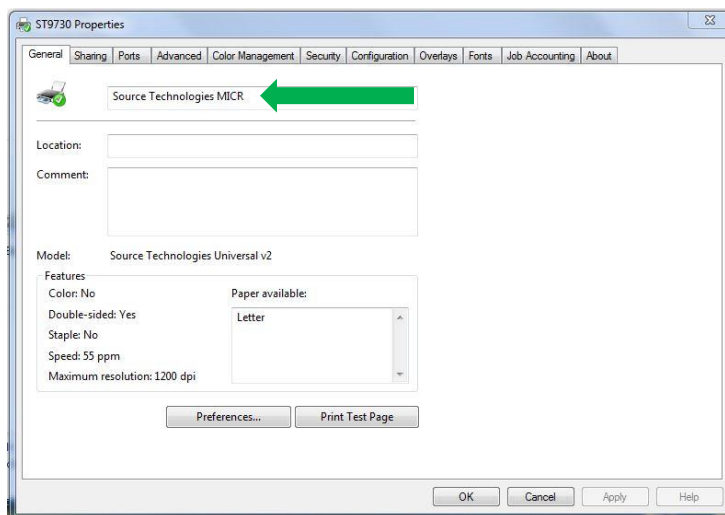 ST9730 Properties
General Sharing Ports Advanced Color Management Security Configuration Overlays Fonts Job Accounting About
Source Technologies MICR
Location:
Comment:
Model: Source Technologies Universal v2
Features
Color: No Paper available:
Double-sided: Yes Letter
Staple: No
Speed: 55 ppm
Maximum resolution: 1200 dpi
Preferences... Print Test Page
OK Cancel Apply Help